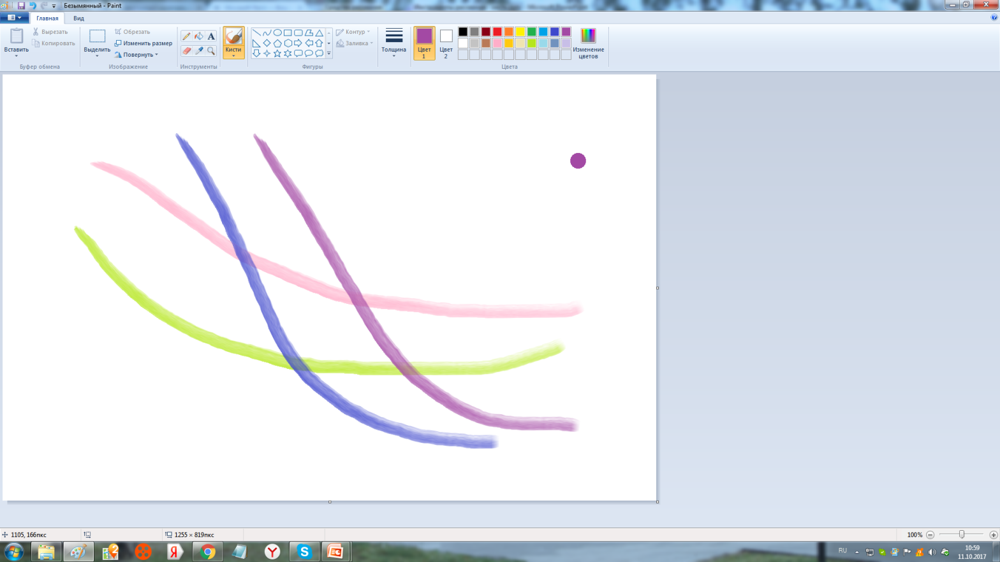 Безымянный - Paint
Главная
Вид
Вставить
Вырезать
Копировать
Буфер обмена
Выделить
Обрезать
Изменить размер
Повернуть
Изображение
A
Инструменты
Кисти
Контур
Заливка
Фигуры
Толщина
Цвет
1
Цвет
2
Изменение
цветов
Цвета
1105, 166пкс
1255 × 819пкс
100%
RU
10:59
11.10.2017